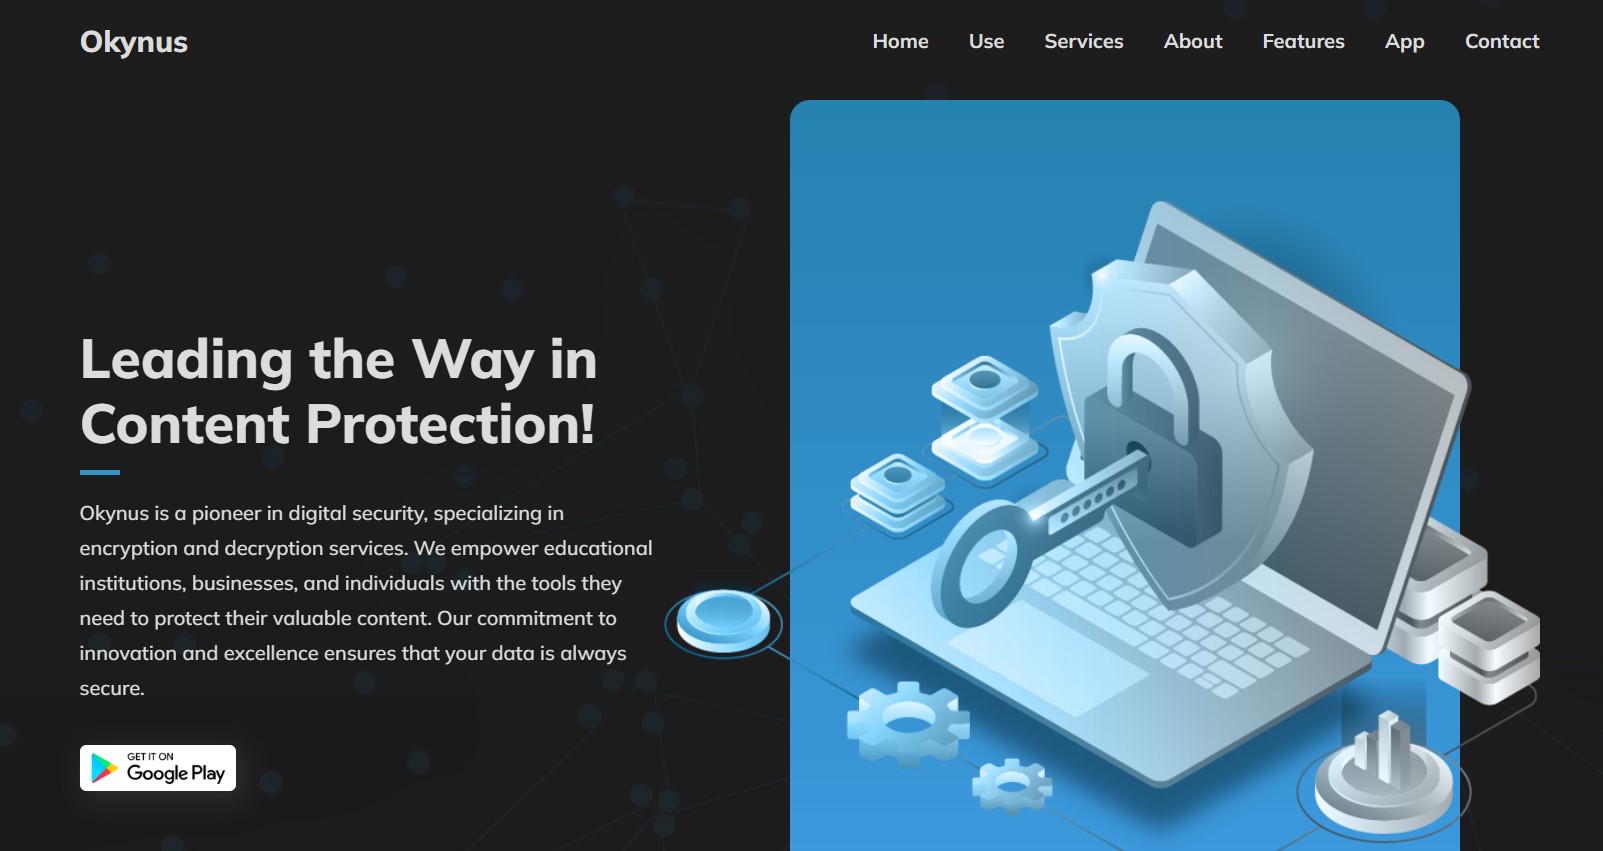 Okynus
Home Use Services About Features App Contact
Leading the Way in
Content Protection!
Okynus is a pioneer in digital security, specializing in
encryption and decryption services. We empower educational
institutions, businesses, and individuals with the tools they
need to protect their valuable content. Our commitment to
innovation and excellence ensures that your data is always
secure.
GET IT ON
Google Play